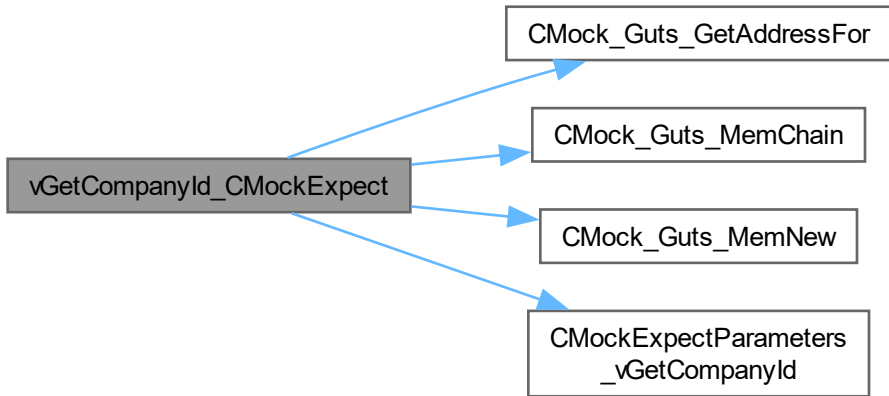 CMock_Guts_GetAddressFor
CMock_Guts_MemChain
vGetCompanyId_CMockExpect
CMock_Guts_MemNew
CMockExpectParameters
_vGetCompanyId